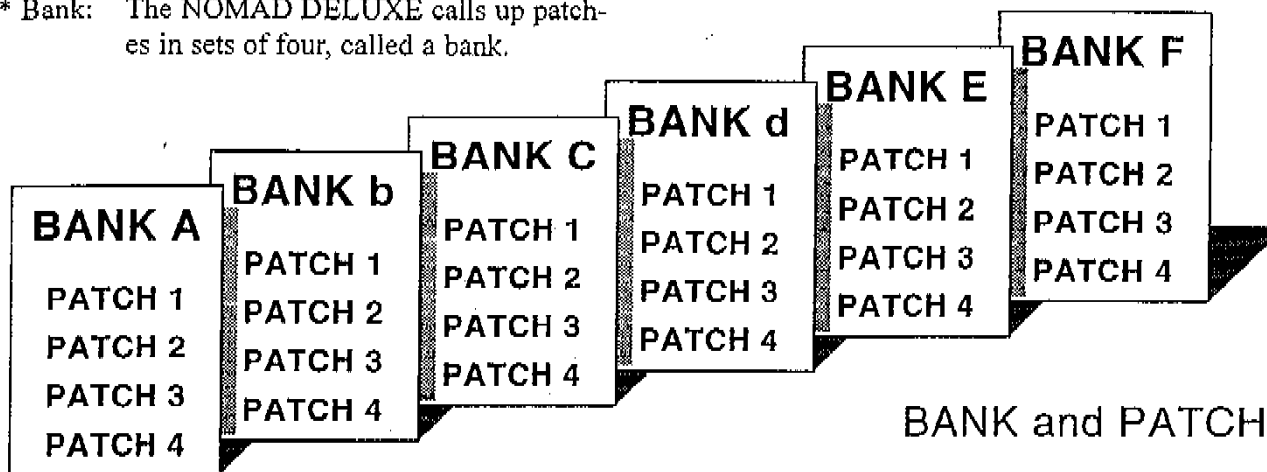 * Bank: The NOMAD DELUXE calls up patch-
es in sets of four, called a bank.
BANK A
PATCH 1
PATCH 2
PATCH 3
PATCH 4
BANK b
PATCH 1
PATCH 2
PATCH 3
PATCH 4
BANK C
PATCH 1
PATCH 2
PATCH 3
PATCH 4
BANK d
PATCH 1
PATCH 2
PATCH 3
PATCH 4
BANK E
PATCH 1
PATCH 2
PATCH 3
PATCH 4
BANK F
PATCH 1
PATCH 2
PATCH 3
PATCH 4
BANK and PATCH